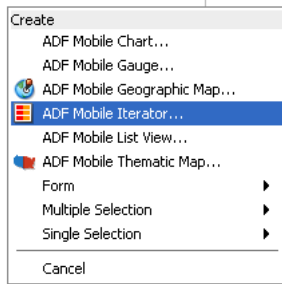 Create
ADF Mobile Chart...
ADF Mobile Gauge...
ADF Mobile Geographic Map...
ADF Mobile Iterator...
ADF Mobile List View...
ADF Mobile Thematic Map...
Form
Multiple Selection
Single Selection
Cancel